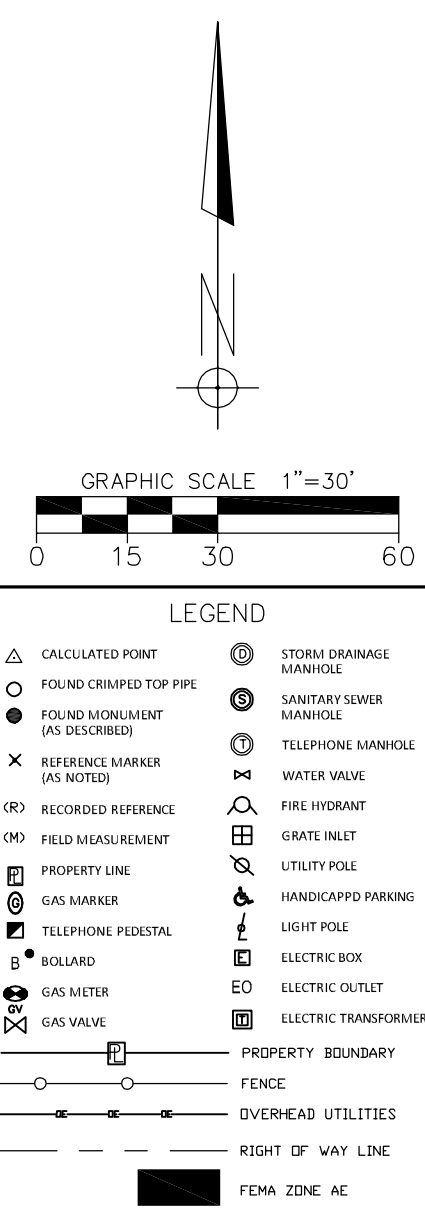 N
GRAPHIC SCALE 1"=30'
0 15 30 60
LEGEND
CALCULATED POINT
FOUND CRIMPED TOP PIPE
FOUND MONUMENT
(AS DESCRIBED)
REFERENCE MARKER
(AS NOTED)
(R) RECORDED REFERENCE
(M) FIELD MEASUREMENT
PL PROPERTY LINE
G GAS MARKER
TELEPHONE PEDESTAL
B BOLLARD
GAS METER
GV GAS VALVE
D STORM DRAINAGE
MANHOLE
S SANITARY SEWER
MANHOLE
T TELEPHONE MANHOLE
WATER VALVE
FIRE HYDRANT
GRATE INLET
UTILITY POLE
HANDICAPPD PARKING
LIGHT POLE
E ELECTRIC BOX
EO ELECTRIC OUTLET
T ELECTRIC TRANSFORMER
PL PROPERTY BOUNDARY
FENCE
OE OE OE OVERHEAD UTILITIES
RIGHT OF WAY LINE
FEMA ZONE AE